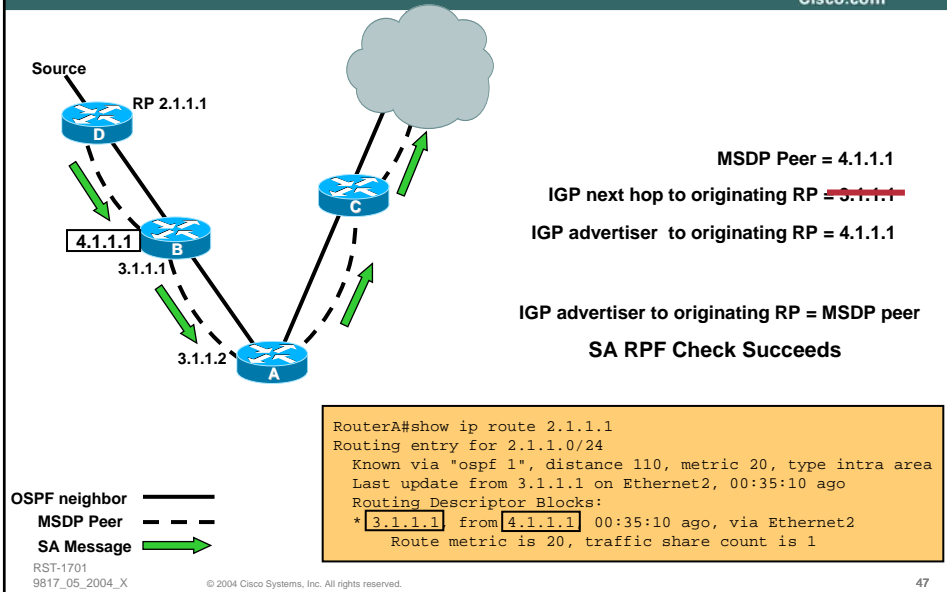 Cisco.com
Source
RP 2.1.1.1
D
MSDP Peer = 4.1.1.1
C
IGP next hop to originating RP = 3.1.1.1
4.1.1.1
B
IGP advertiser to originating RP = 4.1.1.1
3.1.1.1
IGP advertiser to originating RP = MSDP peer
SA RPF Check Succeeds
3.1.1.2
A
RouterA#show ip route 2.1.1.1
Routing entry for 2.1.1.0/24
Known via "ospf 1", distance 110, metric 20, type intra area
Last update from 3.1.1.1 on Ethernet2, 00:35:10 ago
Routing Descriptor Blocks:
* 3.1.1.1, from 4.1.1.1, 00:35:10 ago, via Ethernet2
Route metric is 20, traffic share count is 1
OSPF neighbor
MSDP Peer
SA Message
RST-1701
9817_05_2004_X
© 2004 Cisco Systems, Inc. All rights reserved.
47